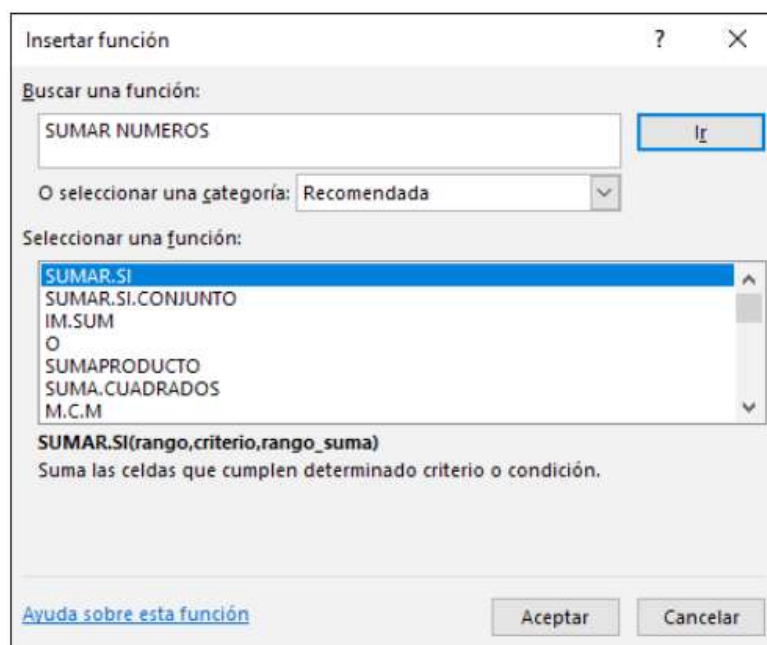 Insertar función ? ×
Buscar una función:
SUMAR NUMEROS
Ir
O seleccionar una categoría: Recomendada
Seleccionar una función:
SUMAR.SI
SUMAR.SI.CONJUNTO
IM.SUM
O
SUMAPRODUCTO
SUMA.CUADRADOS
M.C.M
SUMAR.SI(rango,criterio,rango_suma)
Suma las celdas que cumplen determinado criterio o condición.
Ayuda sobre esta función
Aceptar
Cancelar